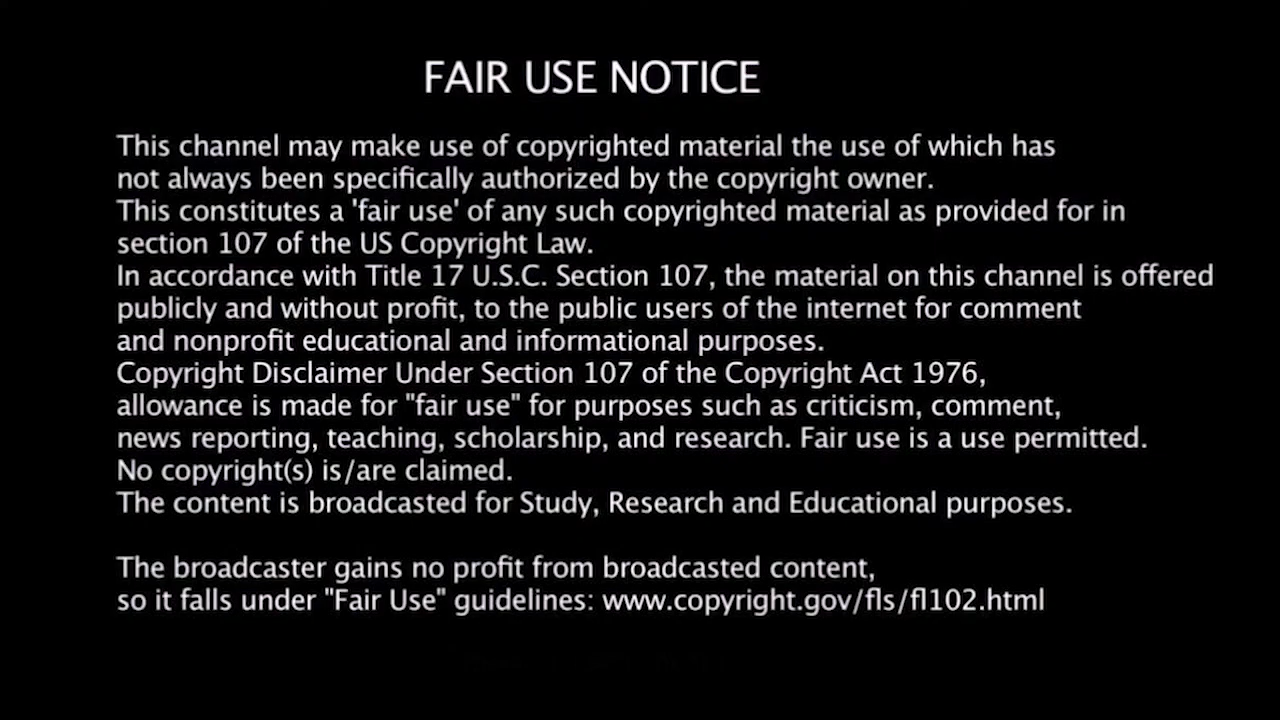 FAIR USE NOTICE
This channel may make use of copyrighted material the use of which has
not always been specifically authorized by the copyright owner.
This constitutes a 'fair use' of any such copyrighted material as provided for in
section 107 of the US Copyright Law.
In accordance with Title 17 U.S.C. Section 107, the material on this channel is offered
publicly and without profit, to the public users of the internet for comment
and nonprofit educational and informational purposes.
Copyright Disclaimer Under Section 107 of the Copyright Act 1976,
allowance is made for "fair use" for purposes such as criticism, comment,
news reporting, teaching, scholarship, and research. Fair use is a use permitted.
No copyright(s) is/are claimed.
The content is broadcasted for Study, Research and Educational purposes.
The broadcaster gains no profit from broadcasted content,
so it falls under "Fair Use" guidelines: www.copyright.gov/fls/fl102.html